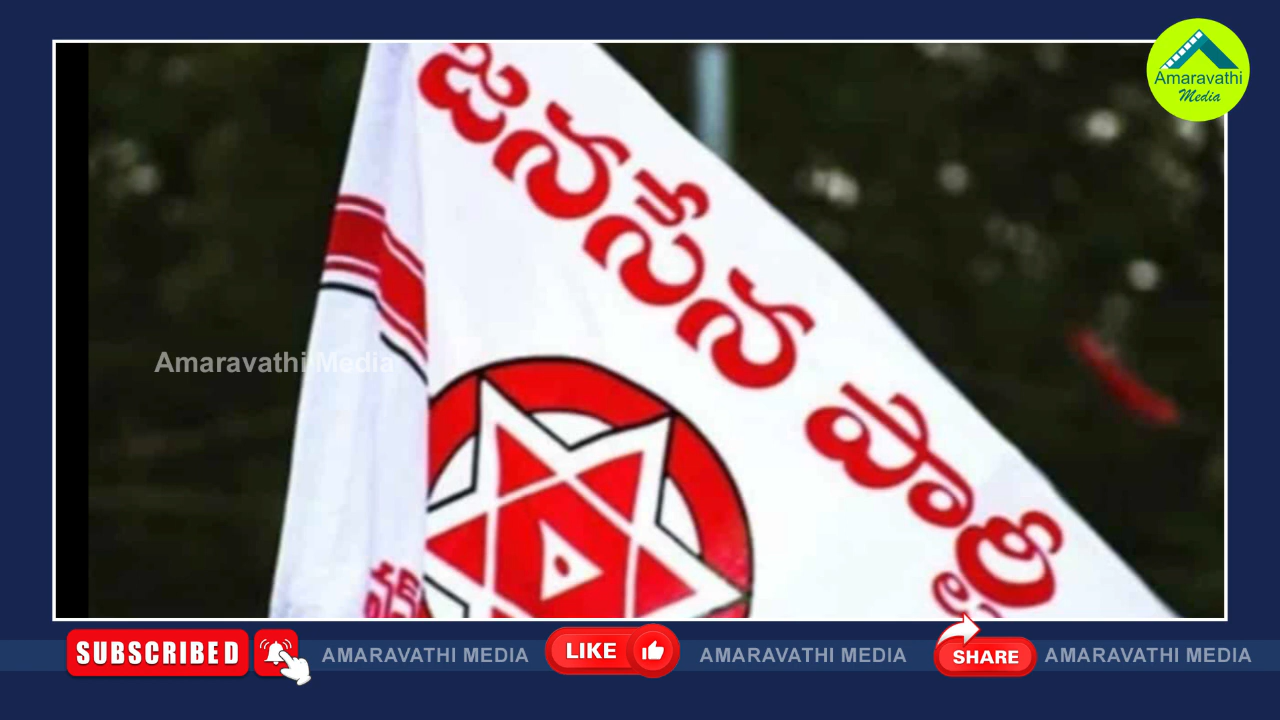 Amaravathi
Media
జనసేన పార్టీ
Amaravathi Media
SUBSCRIBED
AMARAVATHI MEDIA
LIKE
AMARAVATHI MEDIA
SHARE
AMARAVATHI MEDIA